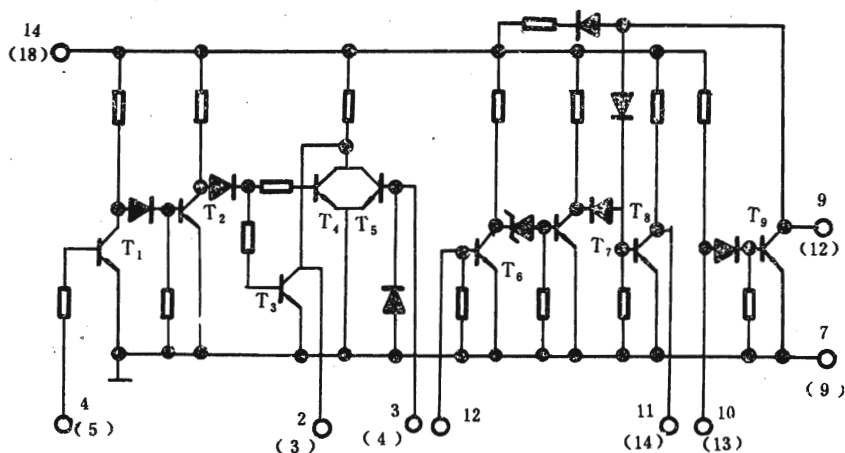 14
(18)
9
(12)
T₁
T₂
T₃
T₄
T₅
T₆
T₈
T₇
T₉
7
(9)
4
(5)
2
(3)
3
(4)
12
11
(14)
10
(13)